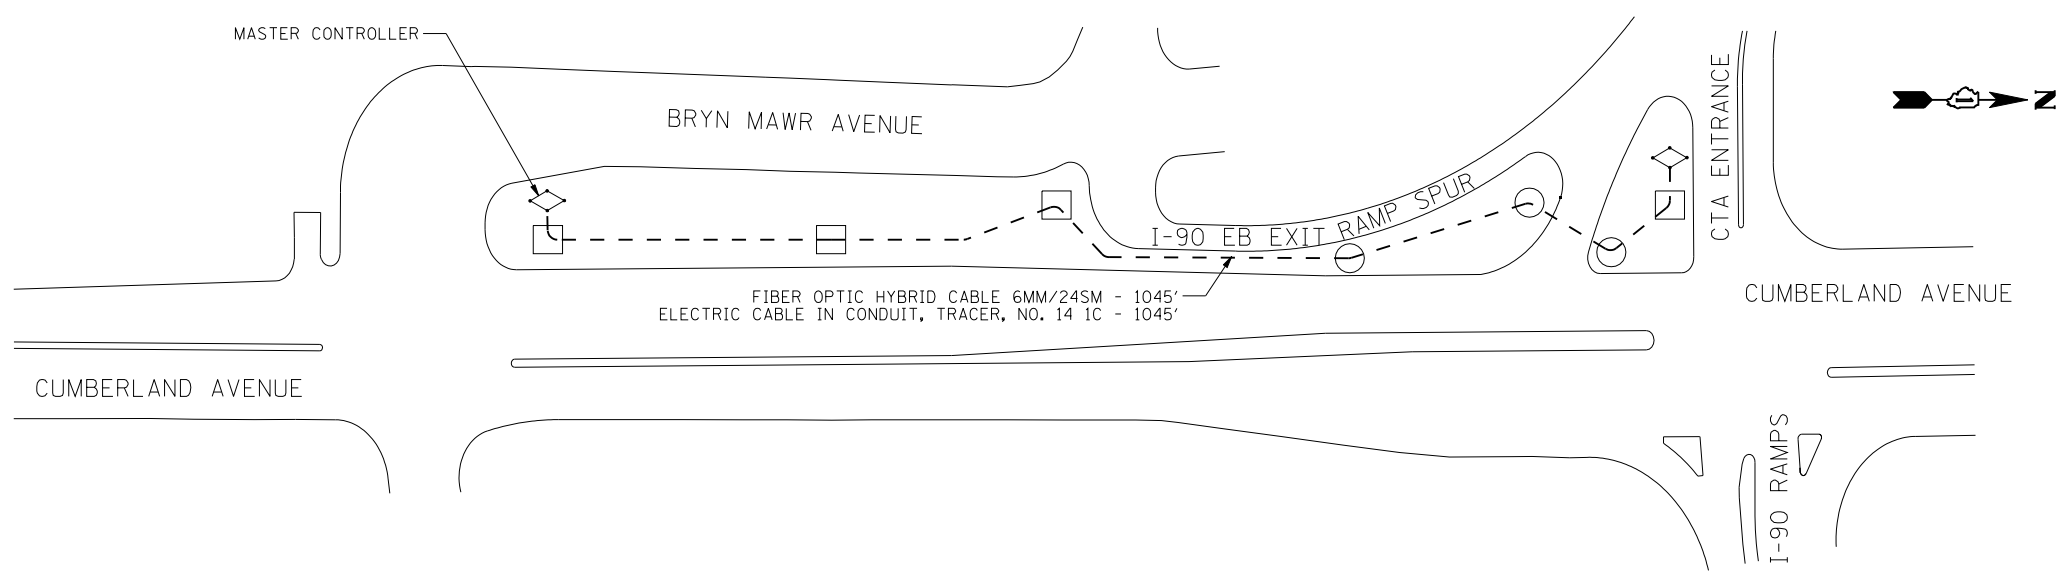 MASTER CONTROLLER
BRYN MAWR AVENUE
CTA ENTRANCE
N
I-90 EB EXIT RAMP SPUR
FIBER OPTIC HYBRID CABLE 6MM/24SM - 1045'
ELECTRIC CABLE IN CONDUIT, TRACER, NO. 14 1C - 1045'
CUMBERLAND AVENUE
CUMBERLAND AVENUE
I-90 RAMPS